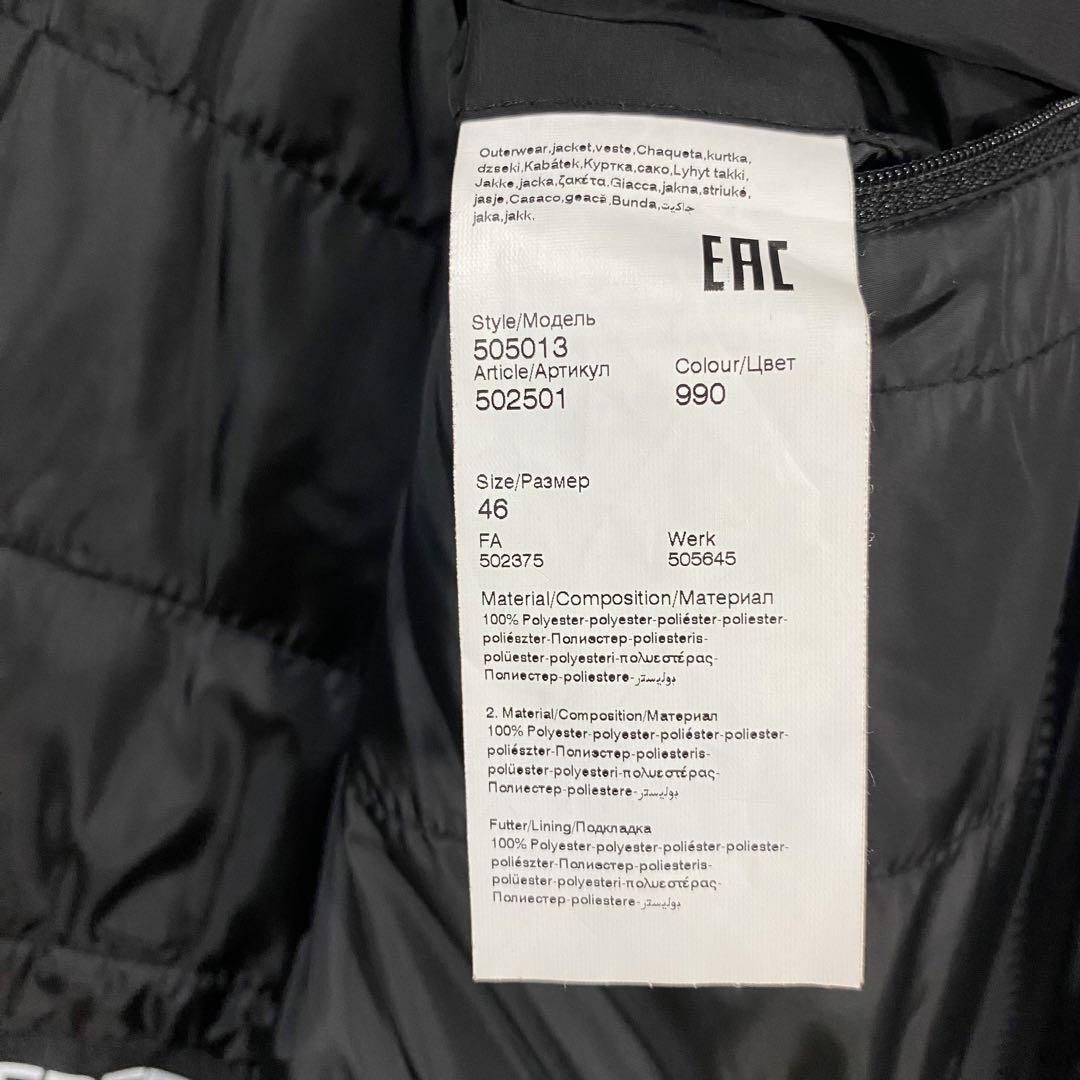 Outerwear,jacket,veste,Chaqueta,kurtka,
dzseki,Kabátek,Куртка,сако,Lyhyt takki,
Jakke,jacka,ζακέτα,Giacca,jakna,striukė,
jasje,Casaco,geacă,Bunda,جاكيت,
jaka,jakk.
EAC
Style/Модель
505013
Article/Артикул
502501
Colour/Цвет
990
Size/Размер
46
FA
502375
Werk
505645
Material/Composition/Материал
100% Polyester-polyester-poliéster-poliester-
poliészter-Полиэстер-poliesteris-
polüester-polyesteri-πολυεστέρας-
Полиестер-poliestere-بوليستر
2. Material/Composition/Материал
100% Polyester-polyester-poliéster-poliester-
poliészter-Полиэстер-poliesteris-
polüester-polyesteri-πολυεστέρας-
Полиестер-poliestere-بوليستر
Futter/Lining/Подкладка
100% Polyester-polyester-poliéster-poliester-
poliészter-Полиэстер-poliesteris-
polüester-polyesteri-πολυεστέρας-
Полиестер-poliestere-بوليستر